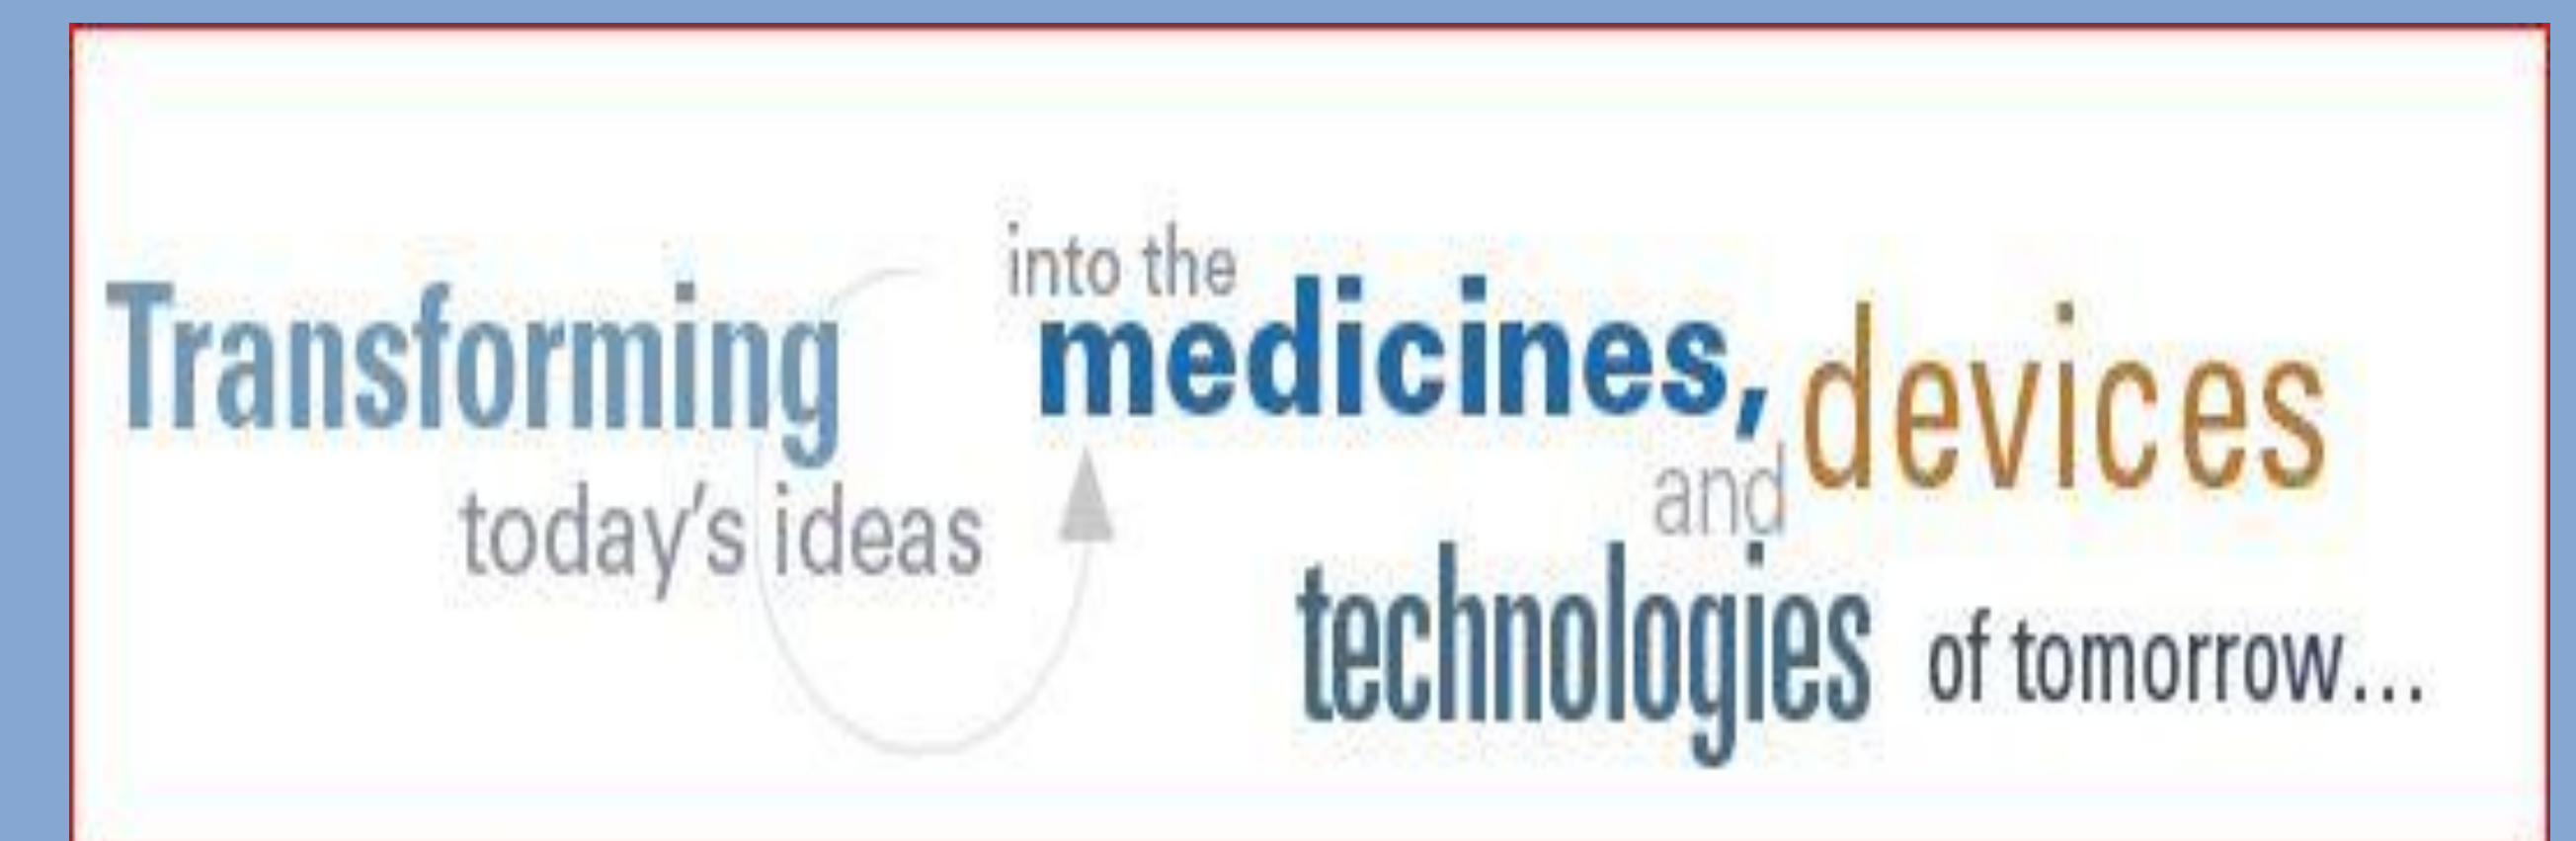 Transforming
today's ideas
into the
medicines, devices
and
technologies of tomorrow...